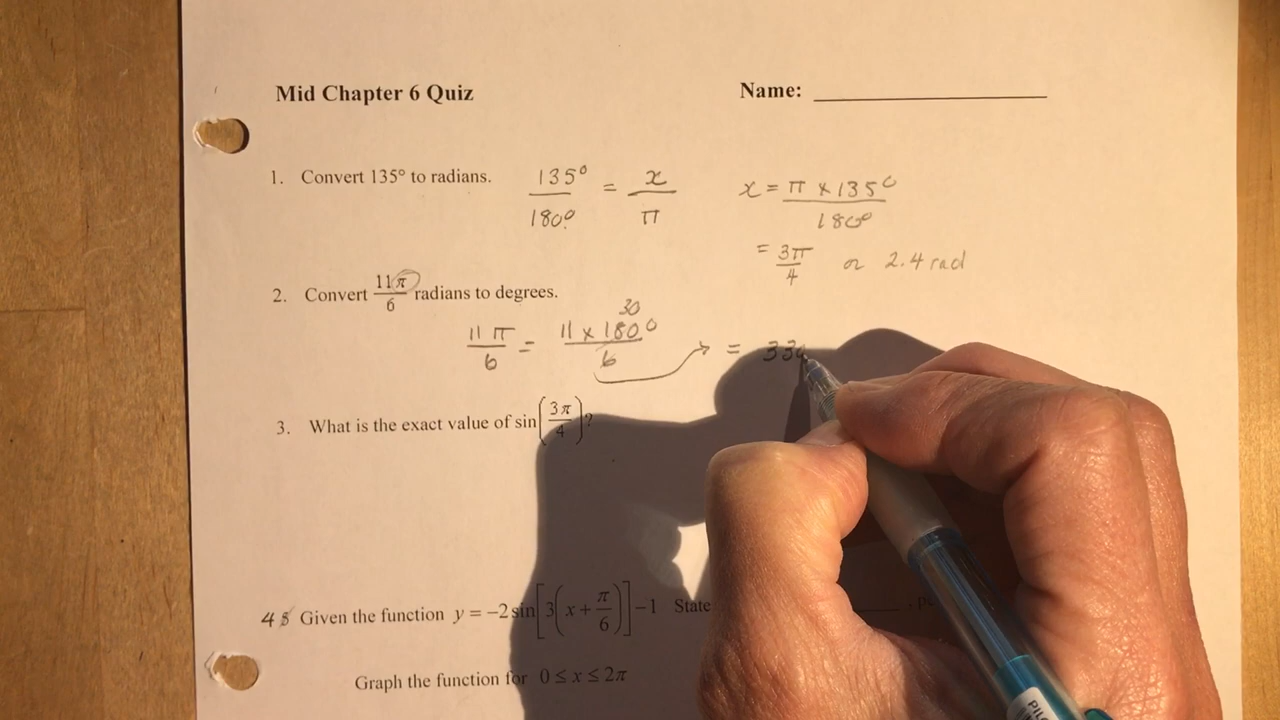 Mid Chapter 6 Quiz Name:
1. Convert 135° to radians. 135°/180° = x/π x = π × 135°/180°
= 3π/4 or 2.4 rad
2. Convert 11π/6 radians to degrees.
11π/6 = 11 × 180°/6 30 = 33
3. What is the exact value of sin(3π/4)?
4 Given the function y = −2 sin[3(x + π/6)] − 1 State
Graph the function for 0 ≤ x ≤ 2π